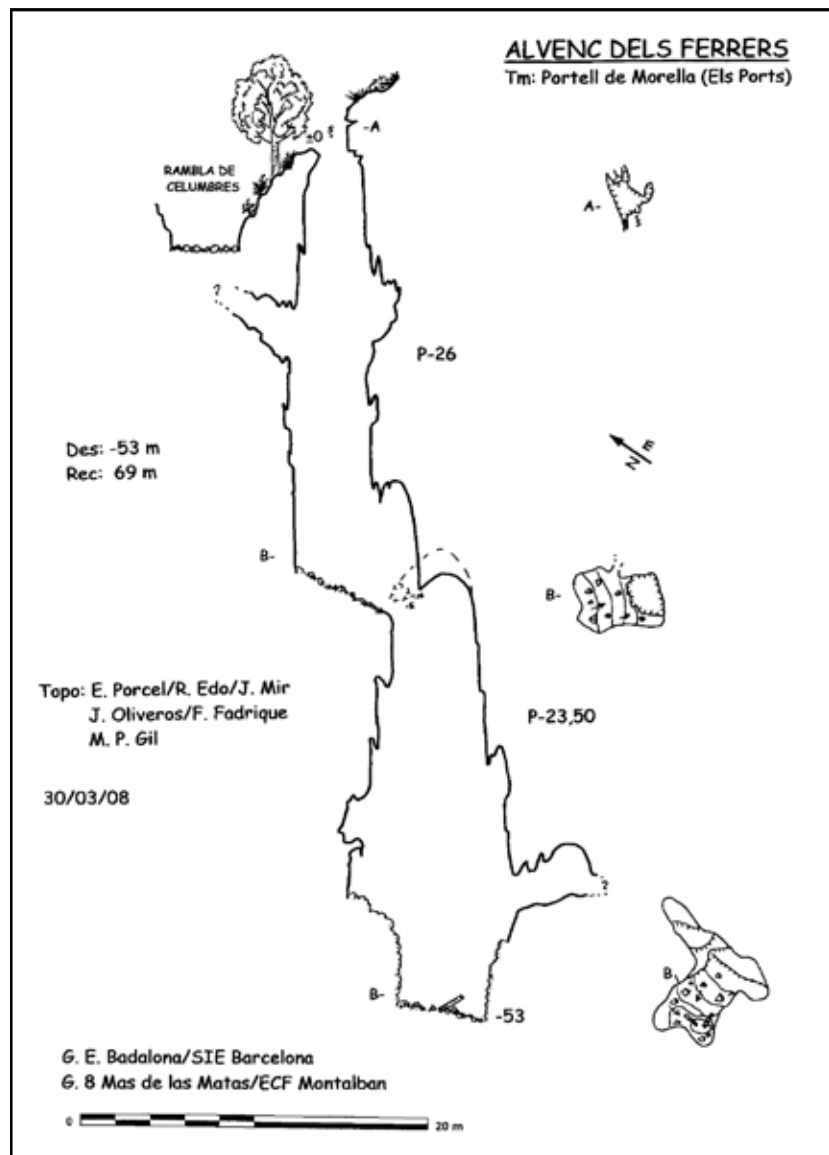 ALVENC DELS FERRERS
Tm: Portell de Morella (Els Ports)
±0
-A
RAMBLA DE
CELUMBRES
A-
?
P-26
E
N
Des: -53 m
Rec: 69 m
B-
B-
Topo: E. Porcel/R. Edo/J. Mir
J. Oliveros/F. Fadrique
M. P. Gil
P-23,50
30/03/08
?
B
B-
-53
G. E. Badalona/SIE Barcelona
G. 8 Mas de las Matas/ECF Montalban
0
20 m